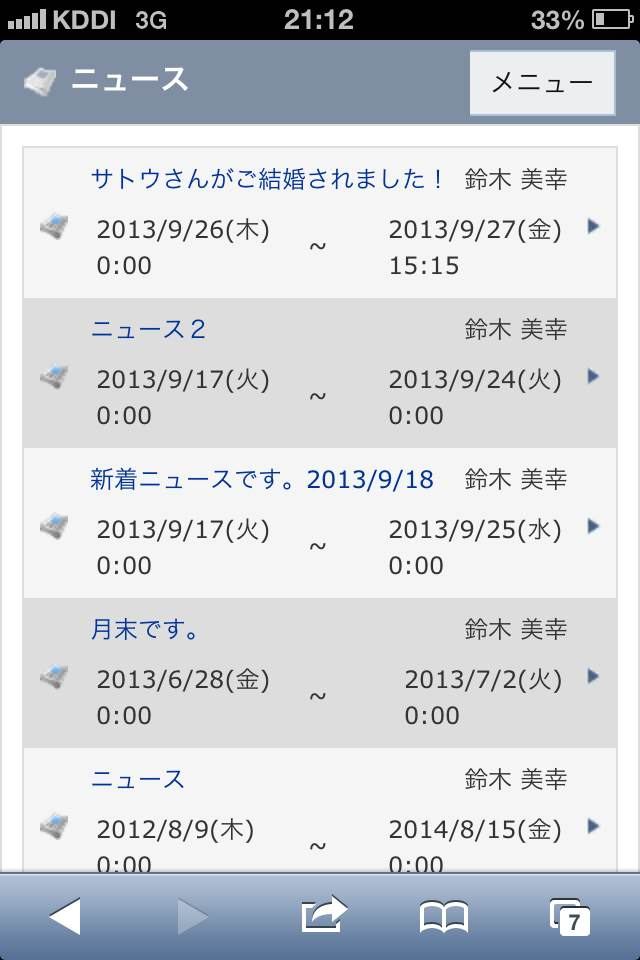 KDDI 3G 21:12 33%
ニュース メニュー
サトウさんがご結婚されました! 鈴木 美幸
2013/9/26(木) ~ 2013/9/27(金)
0:00 15:15
ニュース２ 鈴木 美幸
2013/9/17(火) ~ 2013/9/24(火)
0:00 0:00
新着ニュースです。2013/9/18 鈴木 美幸
2013/9/17(火) ~ 2013/9/25(水)
0:00 0:00
月末です。 鈴木 美幸
2013/6/28(金) ~ 2013/7/2(火)
0:00 0:00
ニュース 鈴木 美幸
2012/8/9(木) ~ 2014/8/15(金)
0:00 0:00
7